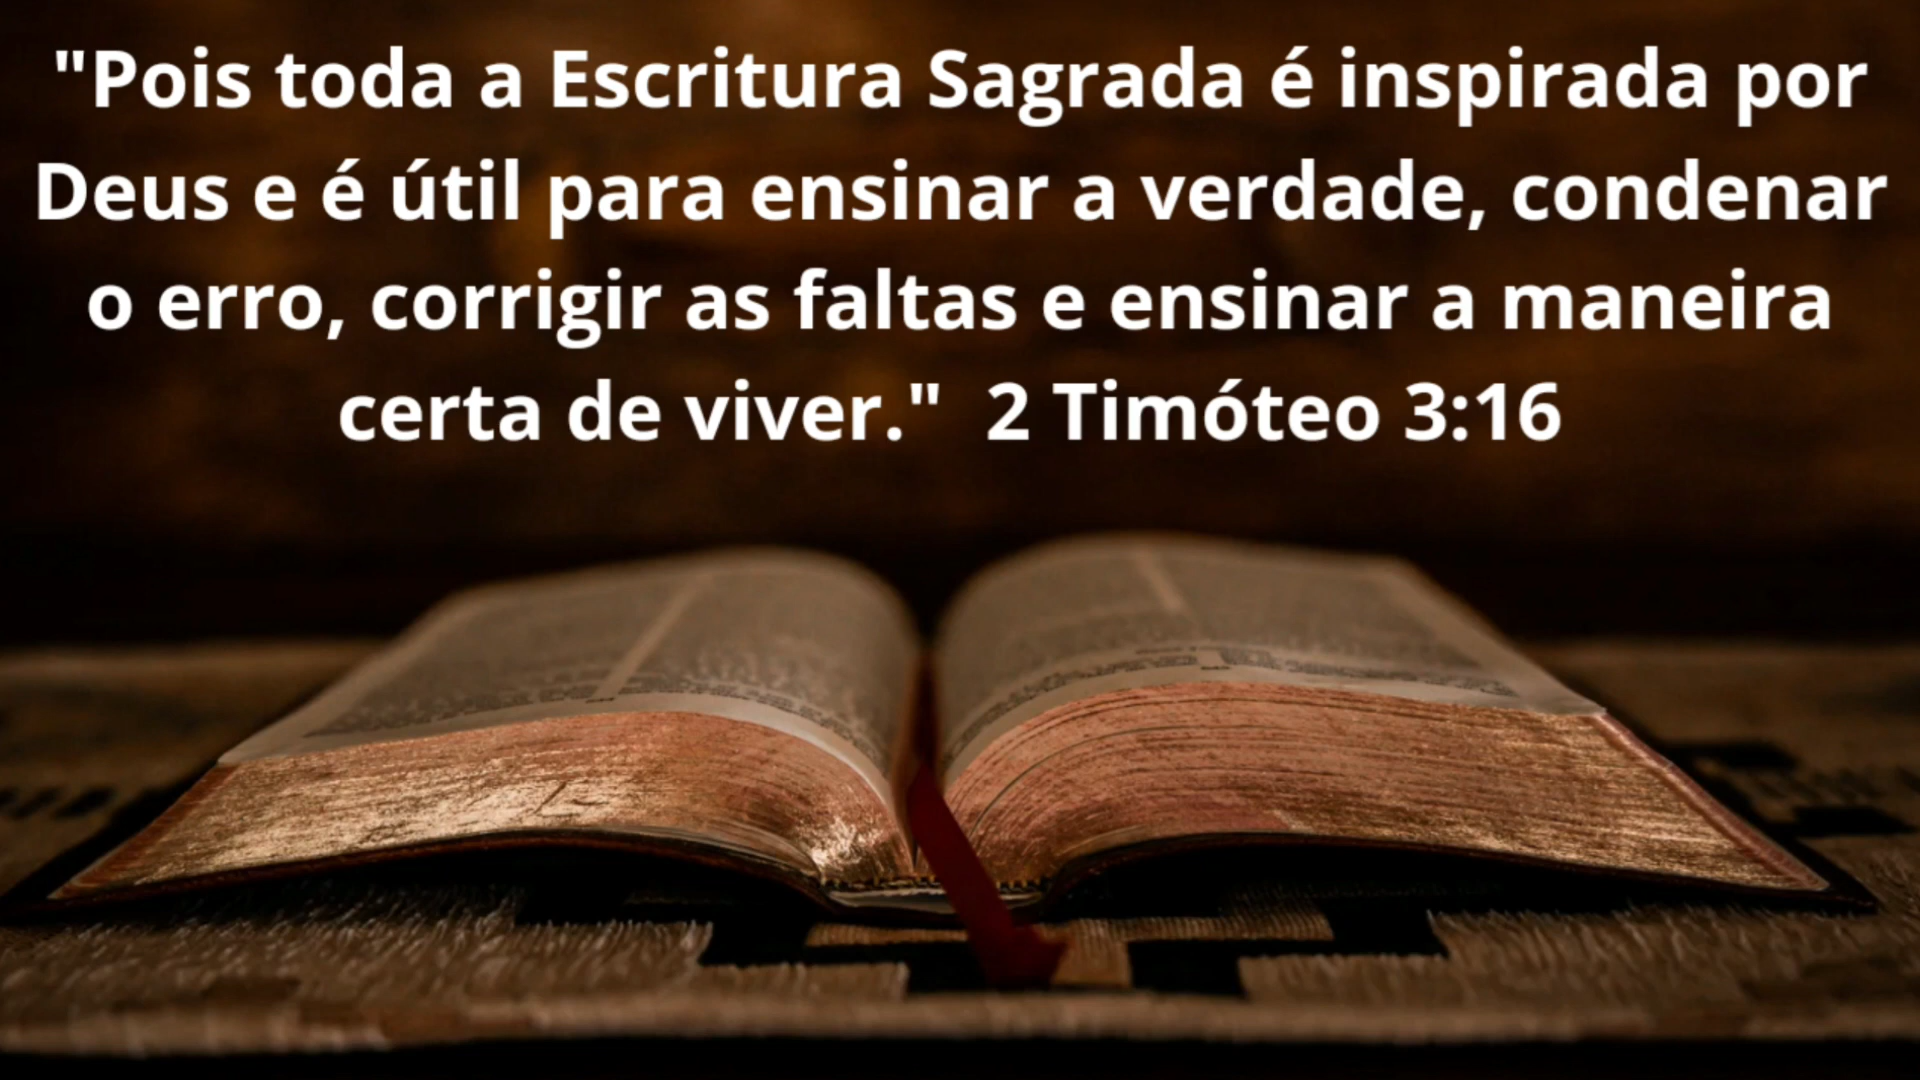 "Pois toda a Escritura Sagrada é inspirada por
Deus e é útil para ensinar a verdade, condenar
o erro, corrigir as faltas e ensinar a maneira
certa de viver."  2 Timóteo 3:16